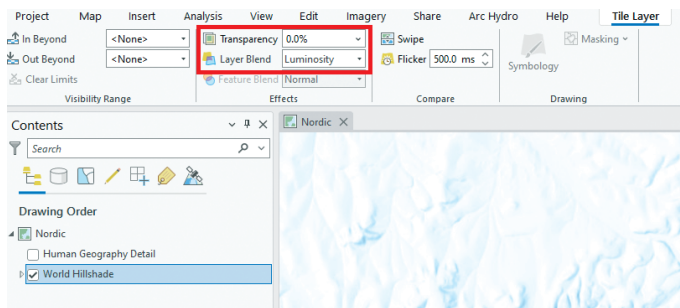 Project Map Insert Analysis View Edit Imagery Share Arc Hydro Help Tile Layer
In Beyond <None> Transparency 0.0% Swipe Masking
Out Beyond <None> Layer Blend Luminosity Flicker 500.0 ms Symbology
Clear Limits Feature Blend Normal
Visibility Range Effects Compare Drawing
Contents Nordic
Search
Drawing Order
Nordic
Human Geography Detail
World Hillshade